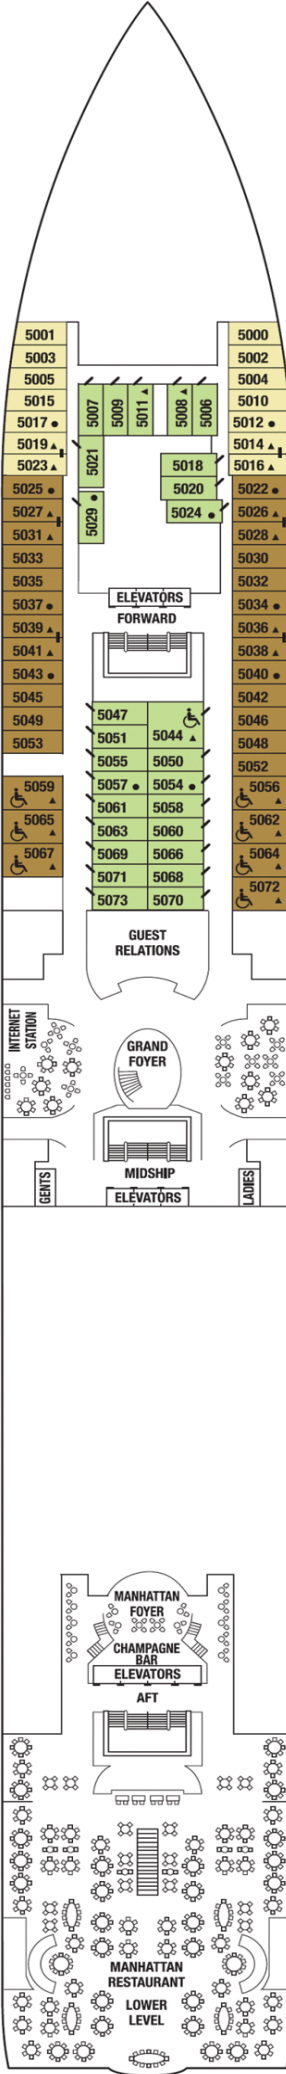 5001 5000
5003 5002
5005 5004
5015 5010
5017 5012
5019 5014
5023 5016
5007
5009
5011
5008
5006
5021
5018
5020
5024
5029
5025 5022
5027 5026
5031 5028
5033 5030
5035 5032
5037 5034
5039 5036
5041 5038
5043 5040
5045 5042
5049 5046
5053 5048
5052
5059 5056
5065 5062
5067 5064
5072
ELEVATORS
FORWARD
5047
5051 5044
5055 5050
5057 5054
5061 5058
5063 5060
5069 5066
5071 5068
5073 5070
GUEST
RELATIONS
INTERNET
STATION
GRAND
FOYER
MIDSHIP
ELEVATORS
GENTS
LADIES
MANHATTAN
FOYER
CHAMPAGNE
BAR
ELEVATORS
AFT
MANHATTAN
RESTAURANT
LOWER
LEVEL